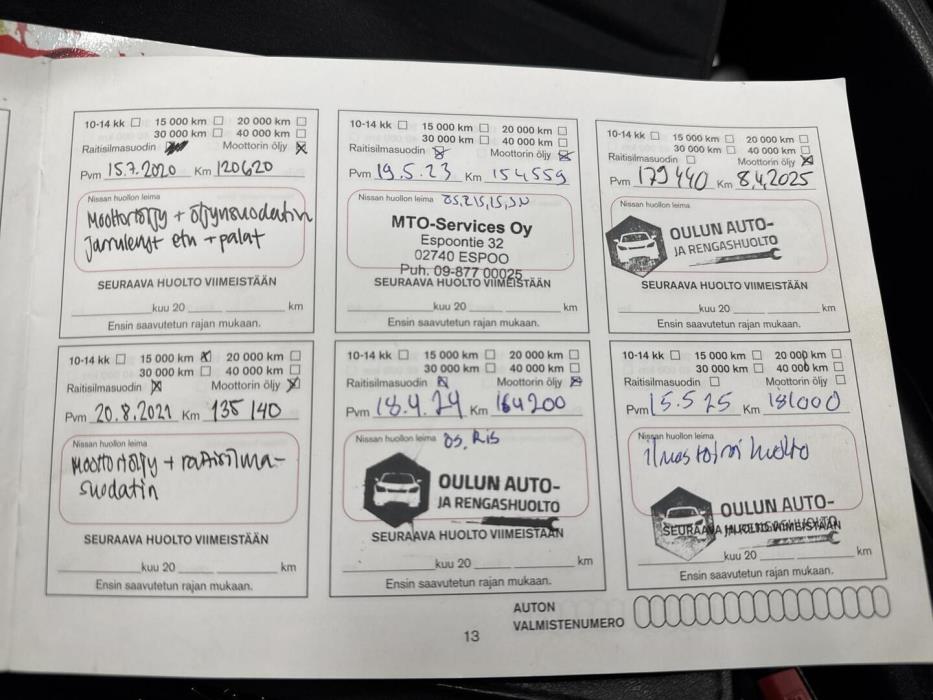 10-14 kk ☐ 15 000 km ☐ 20 000 km ☐
30 000 km ☐ 40 000 km ☐
Raitisilmasuodin Moottorin öljy ☒
Pvm 15.7.2020 Km 120620
Nissan huollon leima
Moottoriöljy + öljynsuodatin
Jarrulevyt etu + palat
SEURAAVA HUOLTO VIIMEISTÄÄN
kuu 20 km
Ensin saavutetun rajan mukaan.
10-14 kk ☐ 15 000 km ☒ 20 000 km ☐
30 000 km ☐ 40 000 km ☐
Raitisilmasuodin ☒ Moottorin öljy ☒
Pvm 20.8.2021 Km 135 140
Nissan huollon leima
Moottoriöljy + raitisilma-
suodatin
SEURAAVA HUOLTO VIIMEISTÄÄN
kuu 20 km
Ensin saavutetun rajan mukaan.
10-14 kk ☐ 15 000 km ☐ 20 000 km ☐
30 000 km ☐ 40 000 km ☐
Raitisilmasuodin ☒ Moottorin öljy ☒
Pvm 19.5.23 Km 154559
Nissan huollon leima
MTO-Services Oy
Espoontie 32
02740 ESPOO
Puh. 09-877 00025
SEURAAVA HUOLTO VIIMEISTÄÄN
kuu 20 km
Ensin saavutetun rajan mukaan.
10-14 kk ☐ 15 000 km ☐ 20 000 km ☐
30 000 km ☐ 40 000 km ☐
Raitisilmasuodin ☒ Moottorin öljy ☒
Pvm 18.4.24 Km 164200
Nissan huollon leima ös, RiS
OULUN AUTO-
JA RENGASHUOLTO
SEURAAVA HUOLTO VIIMEISTÄÄN
kuu 20 km
Ensin saavutetun rajan mukaan.
10-14 kk ☐ 15 000 km ☐ 20 000 km ☐
30 000 km ☐ 40 000 km ☐
Raitisilmasuodin ☐ Moottorin öljy ☒
Pvm 179440 Km 8.4.2025
Nissan huollon leima
OULUN AUTO-
JA RENGASHUOLTO
SEURAAVA HUOLTO VIIMEISTÄÄN
kuu 20 km
Ensin saavutetun rajan mukaan.
10-14 kk ☐ 15 000 km ☐ 20 000 km ☐
30 000 km ☐ 40 000 km ☐
Raitisilmasuodin ☐ Moottorin öljy ☐
Pvm 15.5 25 Km 181000
Nissan huollon leima
ilmastoinni huolto
OULUN AUTO-
JA RENGASHUOLTO
SEURAAVA HUOLTO VIIMEISTÄÄN
kuu 20 km
Ensin saavutetun rajan mukaan.
AUTON
VALMISTENUMERO
13